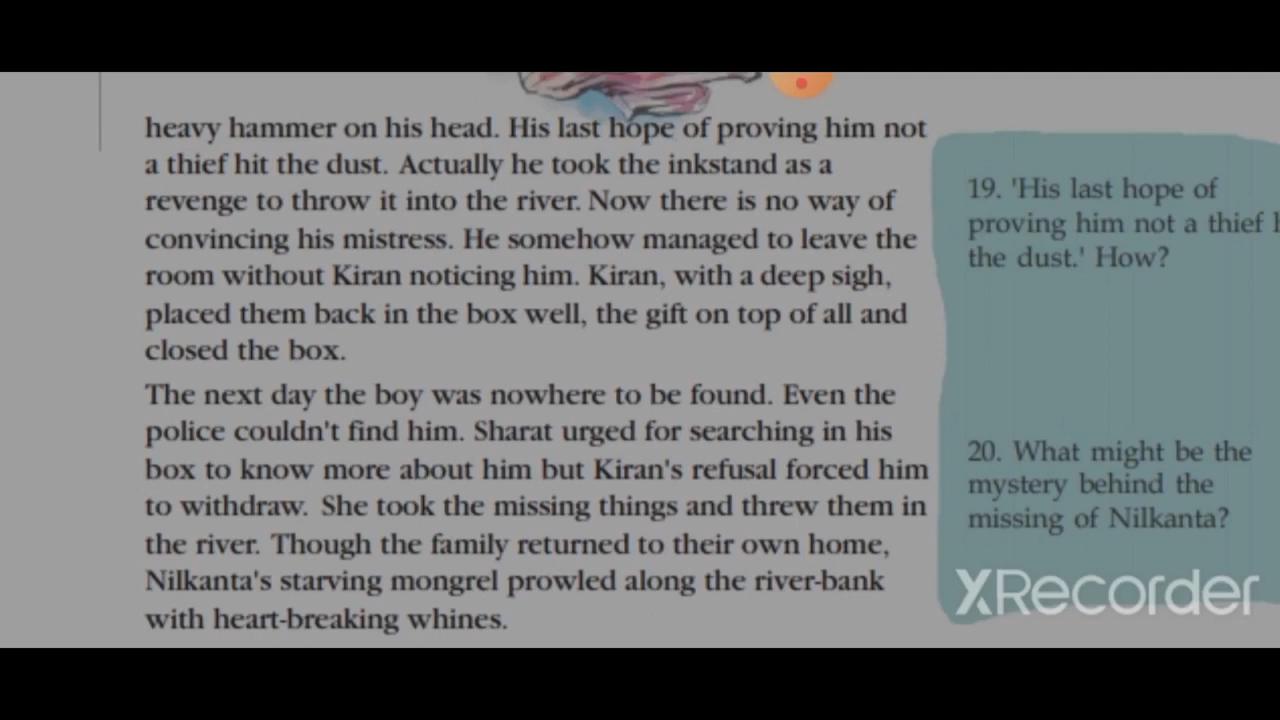 heavy hammer on his head. His last hope of proving him not
a thief hit the dust. Actually he took the inkstand as a
revenge to throw it into the river. Now there is no way of
convincing his mistress. He somehow managed to leave the
room without Kiran noticing him. Kiran, with a deep sigh,
placed them back in the box well, the gift on top of all and
closed the box.
The next day the boy was nowhere to be found. Even the
police couldn't find him. Sharat urged for searching in his
box to know more about him but Kiran's refusal forced him
to withdraw. She took the missing things and threw them in
the river. Though the family returned to their own home,
Nilkanta's starving mongrel prowled along the river-bank
with heart-breaking whines.
19. 'His last hope of
proving him not a thief
the dust.' How?
20. What might be the
mystery behind the
missing of Nilkanta?
XRecorder